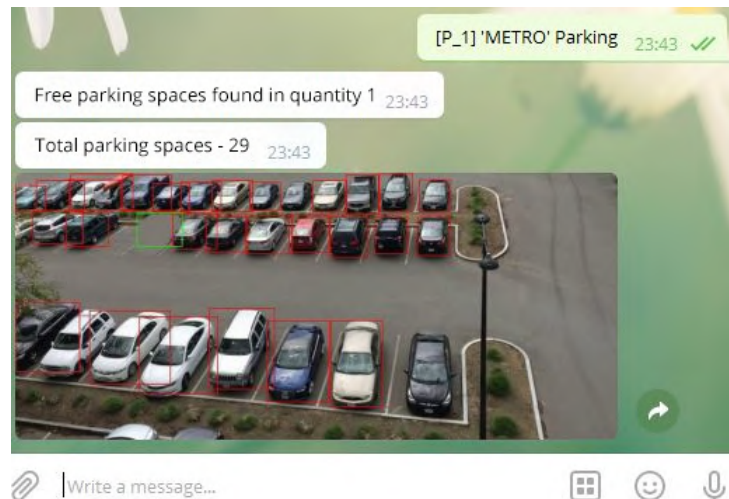 [P_1] 'METRO' Parking 23:43
Free parking spaces found in quantity 1 23:43
Total parking spaces - 29 23:43
Write a message...